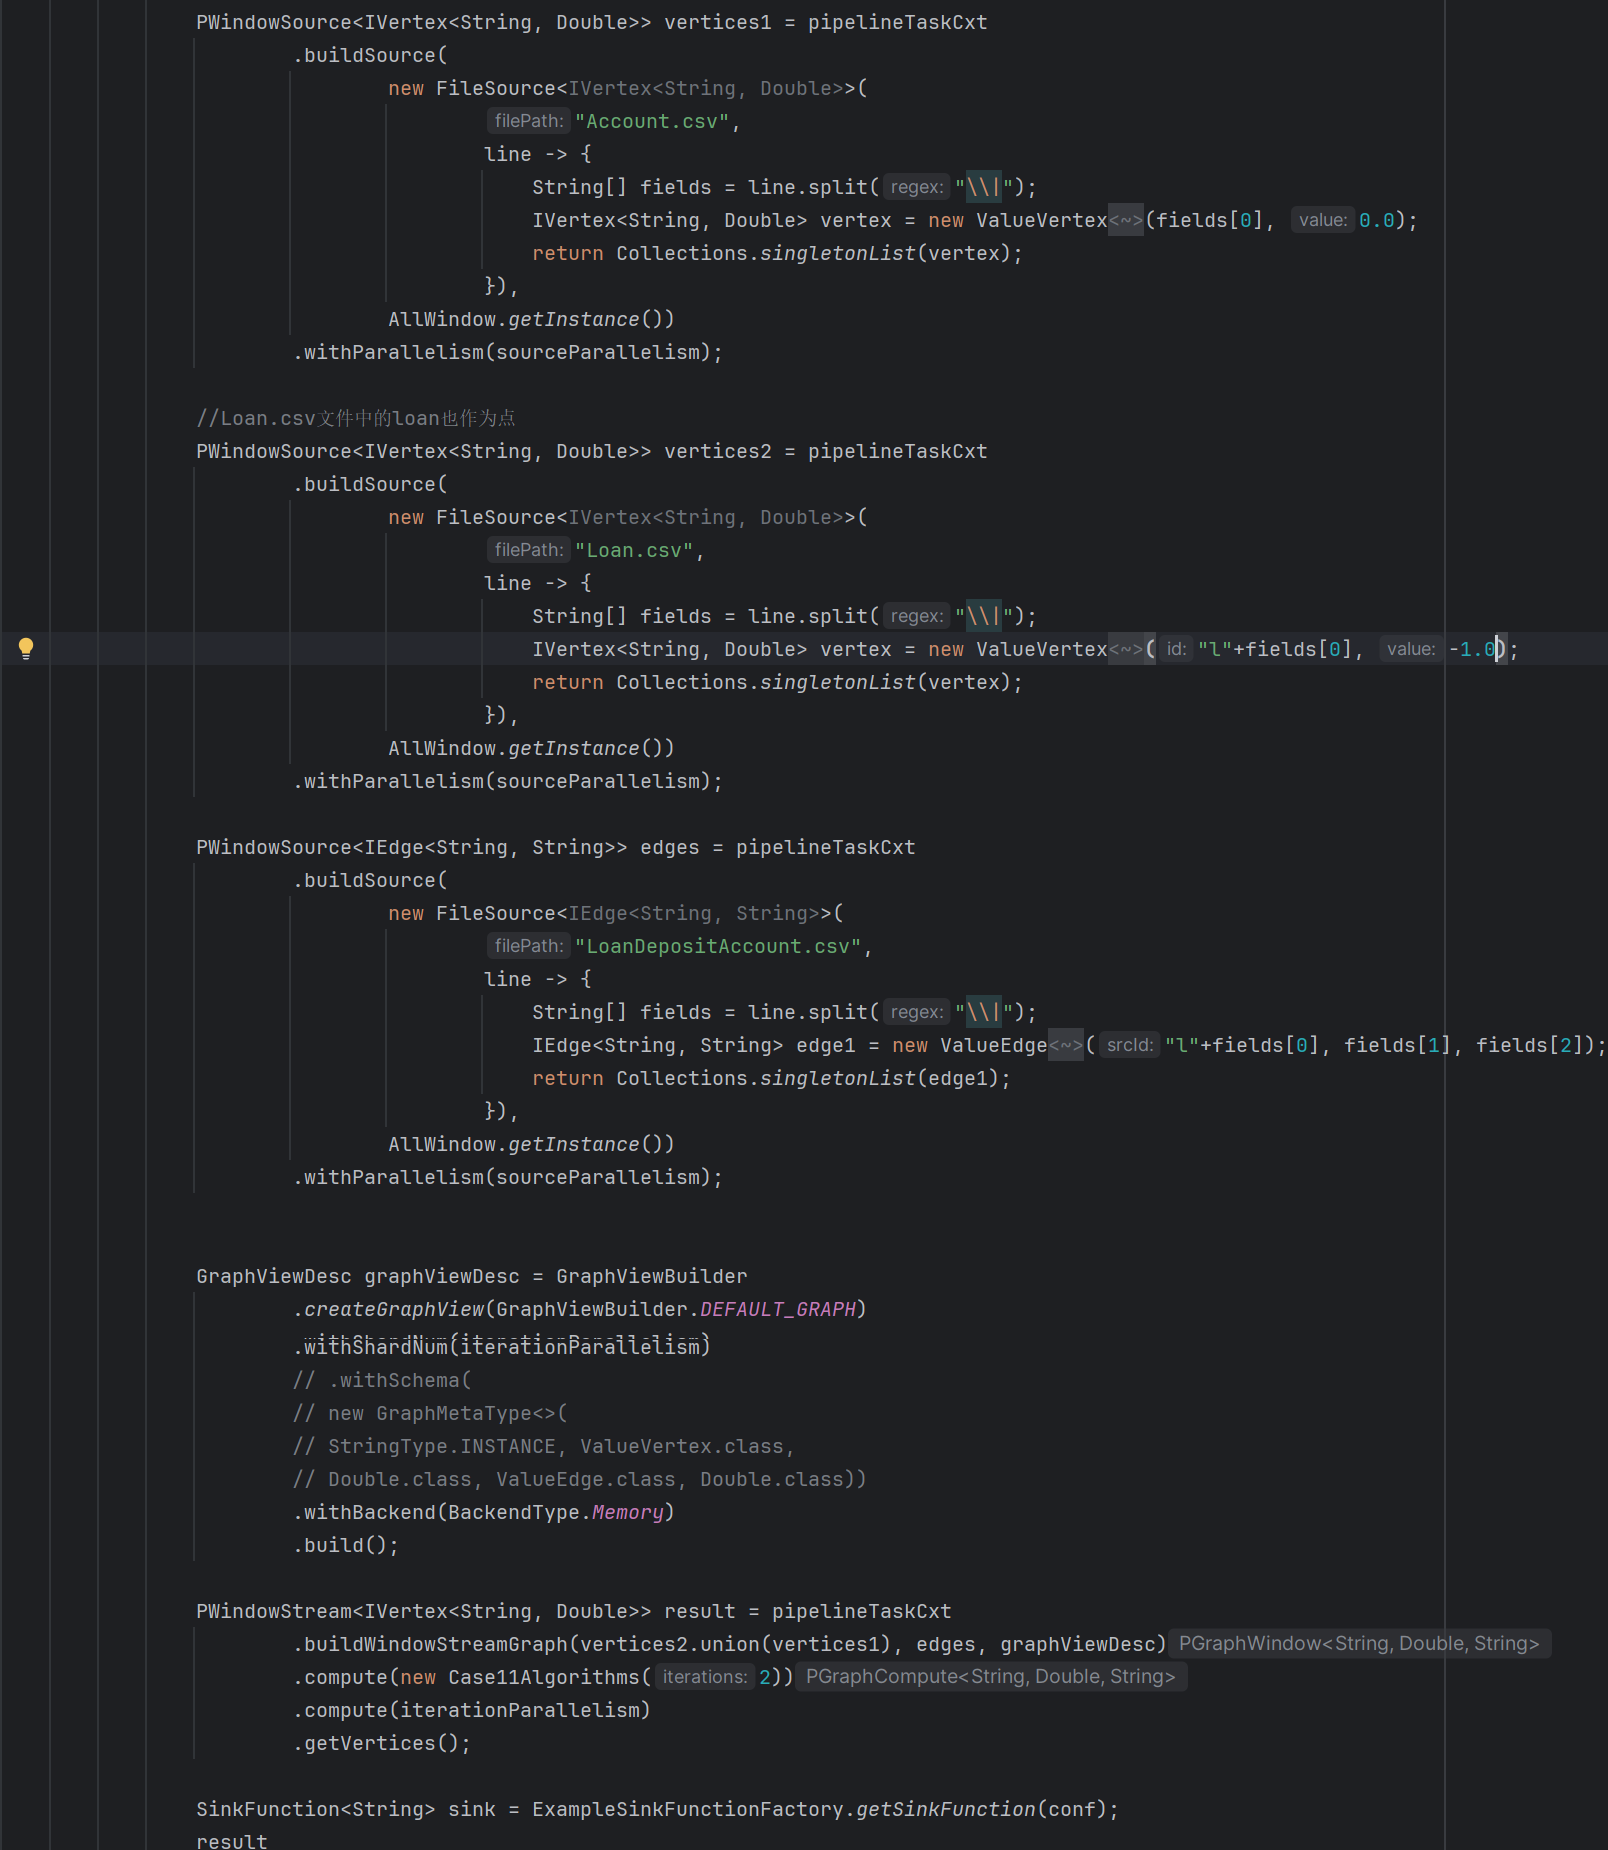 PWindowSource<IVertex<String, Double>> vertices1 = pipelineTaskCxt
.buildSource(
new FileSource<IVertex<String, Double>>(
filePath: "Account.csv",
line -> {
String[] fields = line.split( regex: "\\|");
IVertex<String, Double> vertex = new ValueVertex<~>(fields[0], value: 0.0);
return Collections.singletonList(vertex);
}),
AllWindow.getInstance())
.withParallelism(sourceParallelism);
//Loan.csv文件中的loan也作为点
PWindowSource<IVertex<String, Double>> vertices2 = pipelineTaskCxt
.buildSource(
new FileSource<IVertex<String, Double>>(
filePath: "Loan.csv",
line -> {
String[] fields = line.split( regex: "\\|");
IVertex<String, Double> vertex = new ValueVertex<~>( id: "l"+fields[0], value: -1.0);
return Collections.singletonList(vertex);
}),
AllWindow.getInstance())
.withParallelism(sourceParallelism);
PWindowSource<IEdge<String, String>> edges = pipelineTaskCxt
.buildSource(
new FileSource<IEdge<String, String>>(
filePath: "LoanDepositAccount.csv",
line -> {
String[] fields = line.split( regex: "\\|");
IEdge<String, String> edge1 = new ValueEdge<~>( srcId: "l"+fields[0], fields[1], fields[2]);
return Collections.singletonList(edge1);
}),
AllWindow.getInstance())
.withParallelism(sourceParallelism);
GraphViewDesc graphViewDesc = GraphViewBuilder
.createGraphView(GraphViewBuilder.DEFAULT_GRAPH)
.withShardNum(iterationParallelism)
// .withSchema(
// new GraphMetaType<>(
// StringType.INSTANCE, ValueVertex.class,
// Double.class, ValueEdge.class, Double.class))
.withBackend(BackendType.Memory)
.build();
PWindowStream<IVertex<String, Double>> result = pipelineTaskCxt
.buildWindowStreamGraph(vertices2.union(vertices1), edges, graphViewDesc) PGraphWindow<String, Double, String>
.compute(new Case11Algorithms( iterations: 2)) PGraphCompute<String, Double, String>
.compute(iterationParallelism)
.getVertices();
SinkFunction<String> sink = ExampleSinkFunctionFactory.getSinkFunction(conf);
result